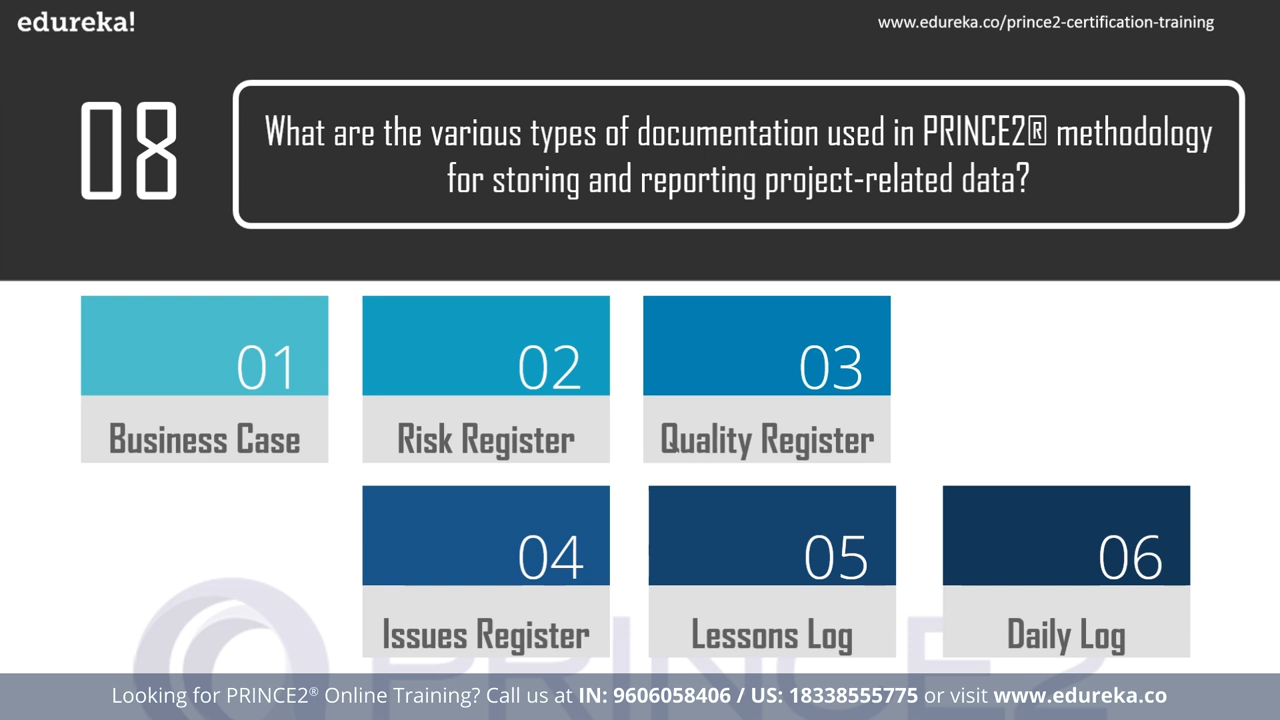 edureka!
www.edureka.co/prince2-certification-training
08
What are the various types of documentation used in PRINCE2® methodology
for storing and reporting project-related data?
01
02
03
Business Case
Risk Register
Quality Register
04
05
06
Issues Register
Lessons Log
Daily Log
PRINCE2
Looking for PRINCE2® Online Training? Call us at IN: 9606058406 / US: 18338555775 or visit www.edureka.co